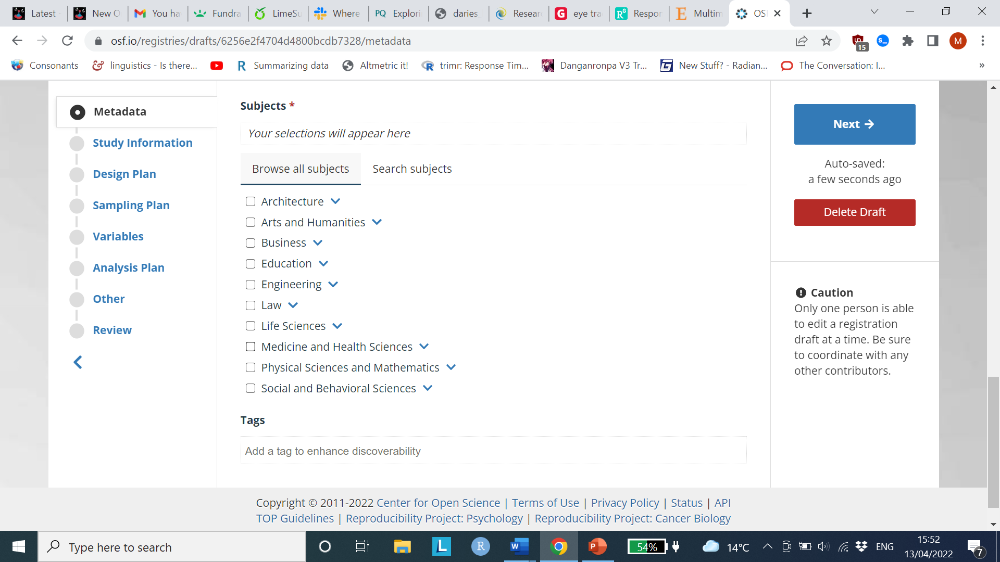 Latest
New O
You ha
Fundra
LimeSu
Where
PQ Explori
daries_
Resear
G eye tra
RG Respor
E Multim
OSF
osf.io/registries/drafts/6256e2f4704d4800bcdb7328/metadata
15
M
Consonants
linguistics - Is there...
Summarizing data
Altmetric it!
trimr: Response Tim...
Danganronpa V3 Tr...
New Stuff? - Radian...
The Conversation: I...
»
Metadata
Study Information
Design Plan
Sampling Plan
Variables
Analysis Plan
Other
Review
Subjects *
Your selections will appear here
Browse all subjects
Search subjects
Architecture
Arts and Humanities
Business
Education
Engineering
Law
Life Sciences
Medicine and Health Sciences
Physical Sciences and Mathematics
Social and Behavioral Sciences
Tags
Add a tag to enhance discoverability
Next →
Auto-saved:
a few seconds ago
Delete Draft
Caution
Only one person is able
to edit a registration
draft at a time. Be sure
to coordinate with any
other contributors.
Copyright © 2011-2022 Center for Open Science | Terms of Use | Privacy Policy | Status | API
TOP Guidelines | Reproducibility Project: Psychology | Reproducibility Project: Cancer Biology
Type here to search
54%
14°C
ENG
15:52
13/04/2022
7